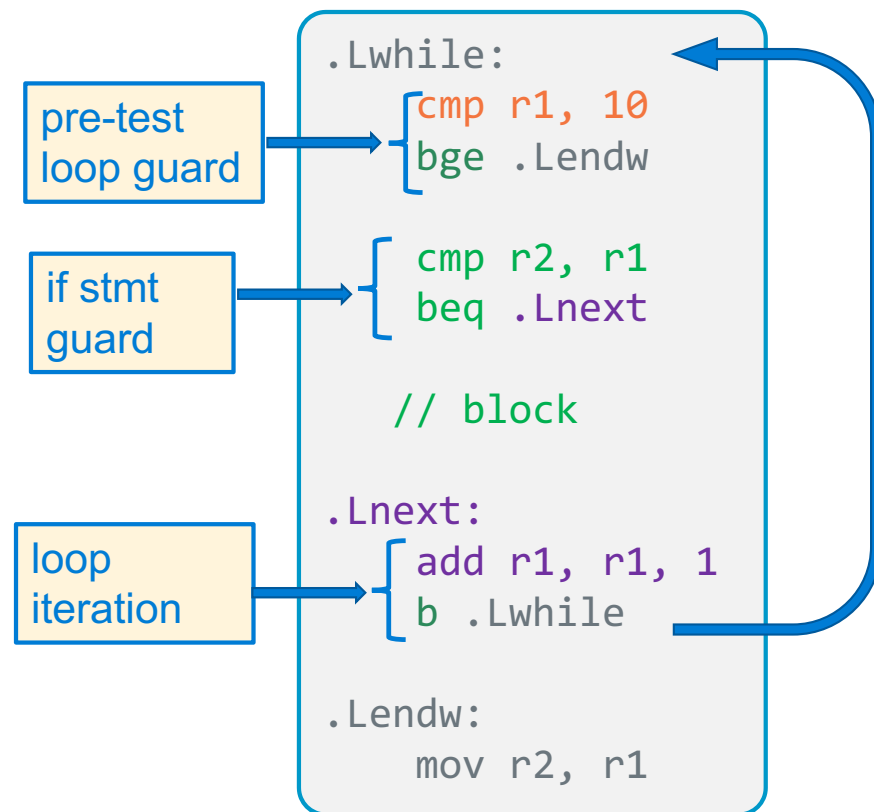 .Lwhile:
pre-test
loop guard
cmp r1, 10
bge .Lendw
if stmt
guard
cmp r2, r1
beq .Lnext
// block
.Lnext:
loop
iteration
add r1, r1, 1
b .Lwhile
.Lendw:
mov r2, r1